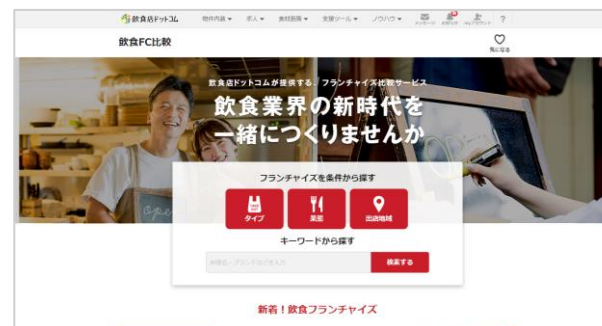 飲食店ドットコム 物件内装▼ 求人▼ 食材厨房▼ 支援ツール▼ ノウハウ▼ ?
飲食FC比較
気になる
飲食店ドットコムが提供する、フランチャイズ比較サービス
飲食業界の新時代を
一緒につくりませんか
Ope
フランチャイズを条件から探す
タイプ 業態 出店地域
キーワードから探す
検索する
新着！飲食フランチャイズ